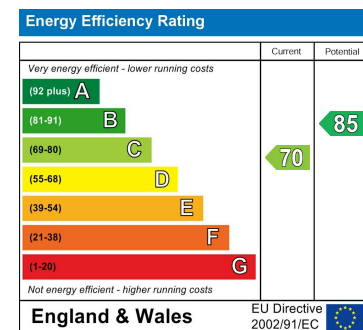 Energy Efficiency Rating
Current Potential
Very energy efficient - lower running costs
(92 plus) A
(81-91) B
85
(69-80) C
70
(55-68) D
(39-54) E
(21-38) F
(1-20) G
Not energy efficient - higher running costs
England & Wales
EU Directive
2002/91/EC